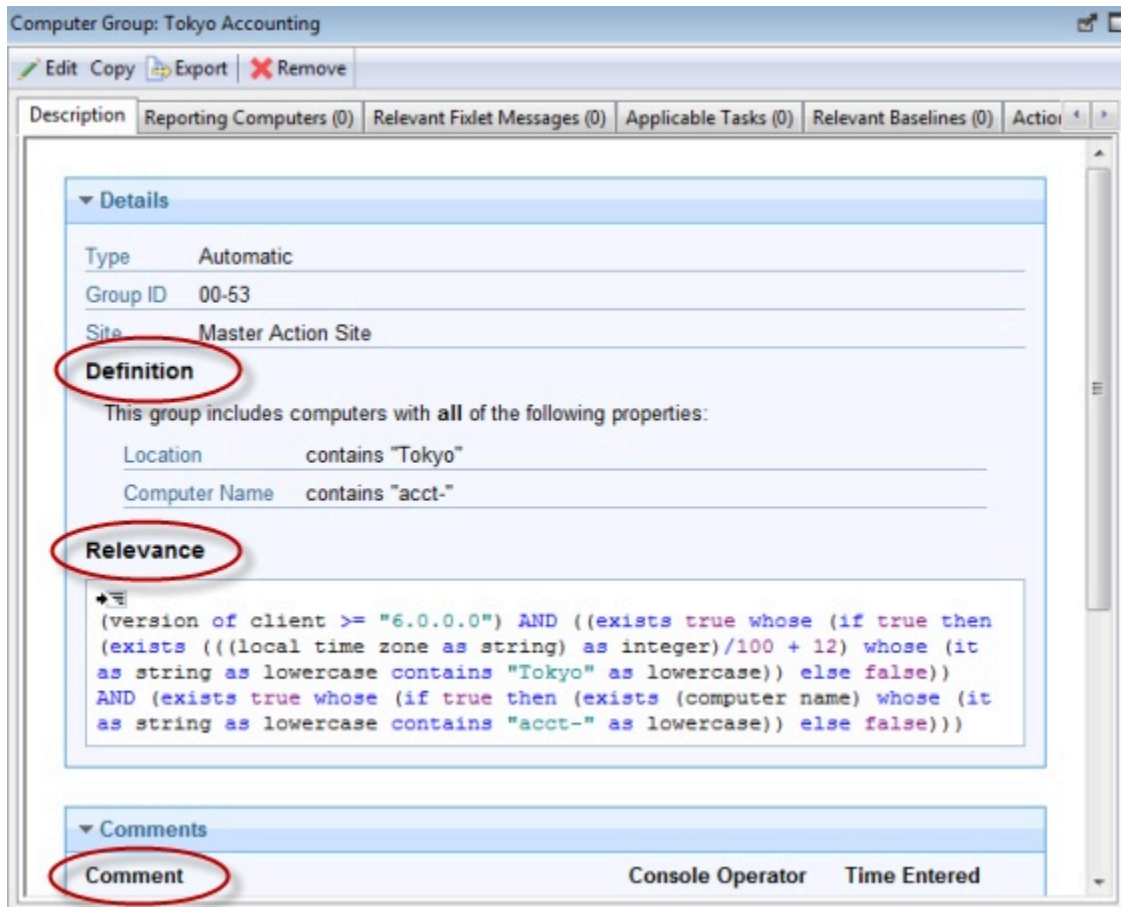 Computer Group: Tokyo Accounting
Edit Copy Export Remove
Description Reporting Computers (0) Relevant Fixlet Messages (0) Applicable Tasks (0) Relevant Baselines (0) Action
Details
Type Automatic
Group ID 00-53
Site Master Action Site
Definition
This group includes computers with all of the following properties:
Location contains "Tokyo"
Computer Name contains "acct-"
Relevance
(version of client >= "6.0.0.0") AND ((exists true whose (if true then
(exists (((local time zone as string) as integer)/100 + 12) whose (it
as string as lowercase contains "Tokyo" as lowercase)) else false))
AND (exists true whose (if true then (exists (computer name) whose (it
as string as lowercase contains "acct-" as lowercase)) else false)))
Comments
Comment Console Operator Time Entered